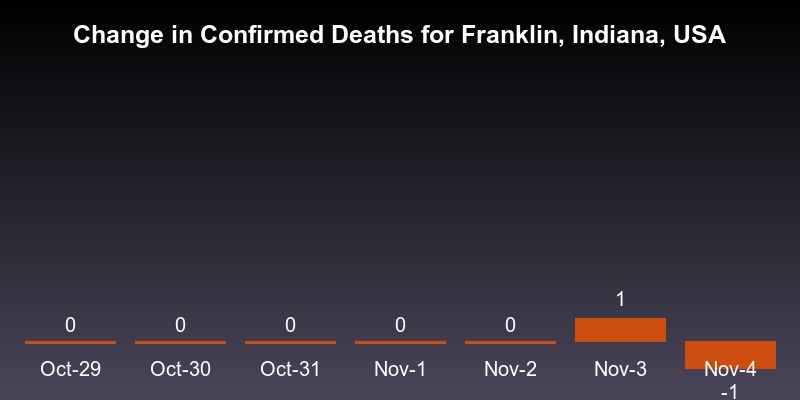 Change in Confirmed Deaths for Franklin, Indiana, USA
1
0 0 0 0 0
Oct-29 Oct-30 Oct-31 Nov-1 Nov-2 Nov-3 Nov-4
-1